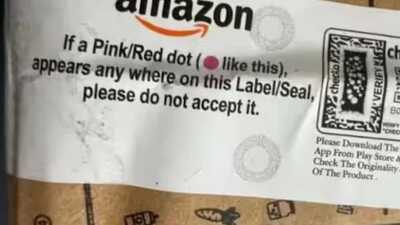 amazon
If a Pink/Red dot ( like this),
appears any where on this Label/Seal,
please do not accept it.
VERIFY
Please Download The
App From Play Store &
Check The Originality
Of The Product.